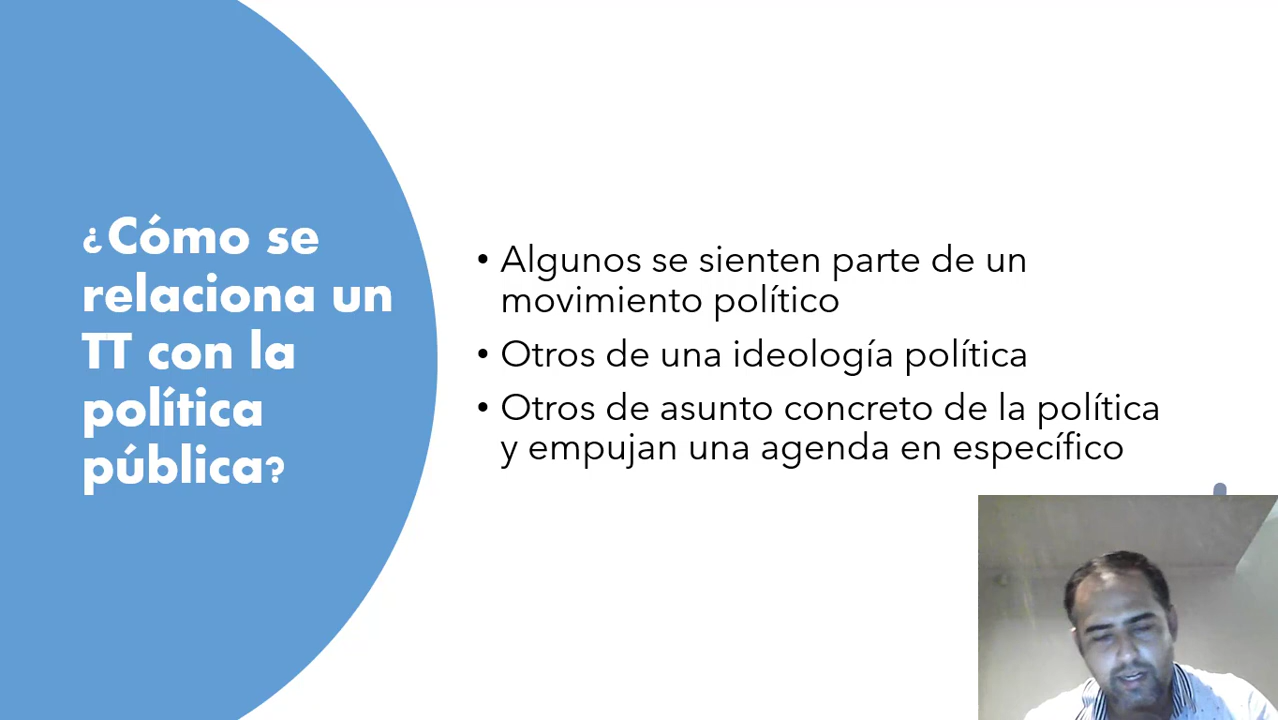 ¿Cómo se
relaciona un
TT con la
política
pública?
• Algunos se sienten parte de un
movimiento político
• Otros de una ideología política
• Otros de asunto concreto de la política
y empujan una agenda en específico